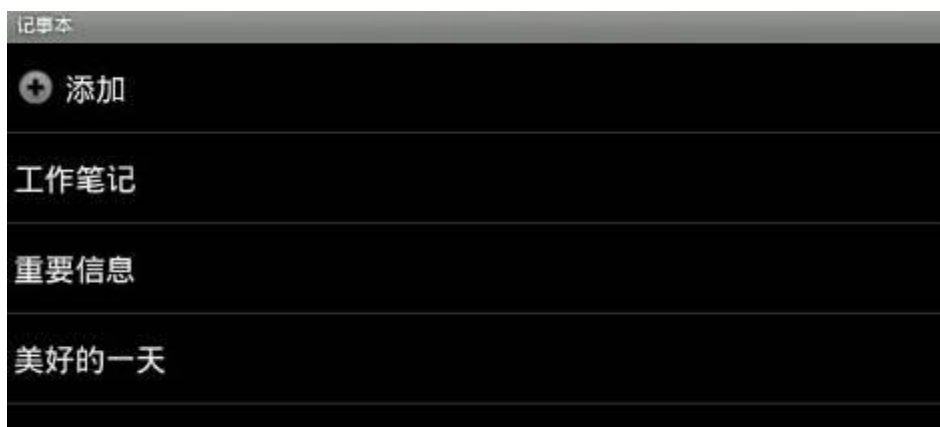 记事本
添加
工作笔记
重要信息
美好的一天